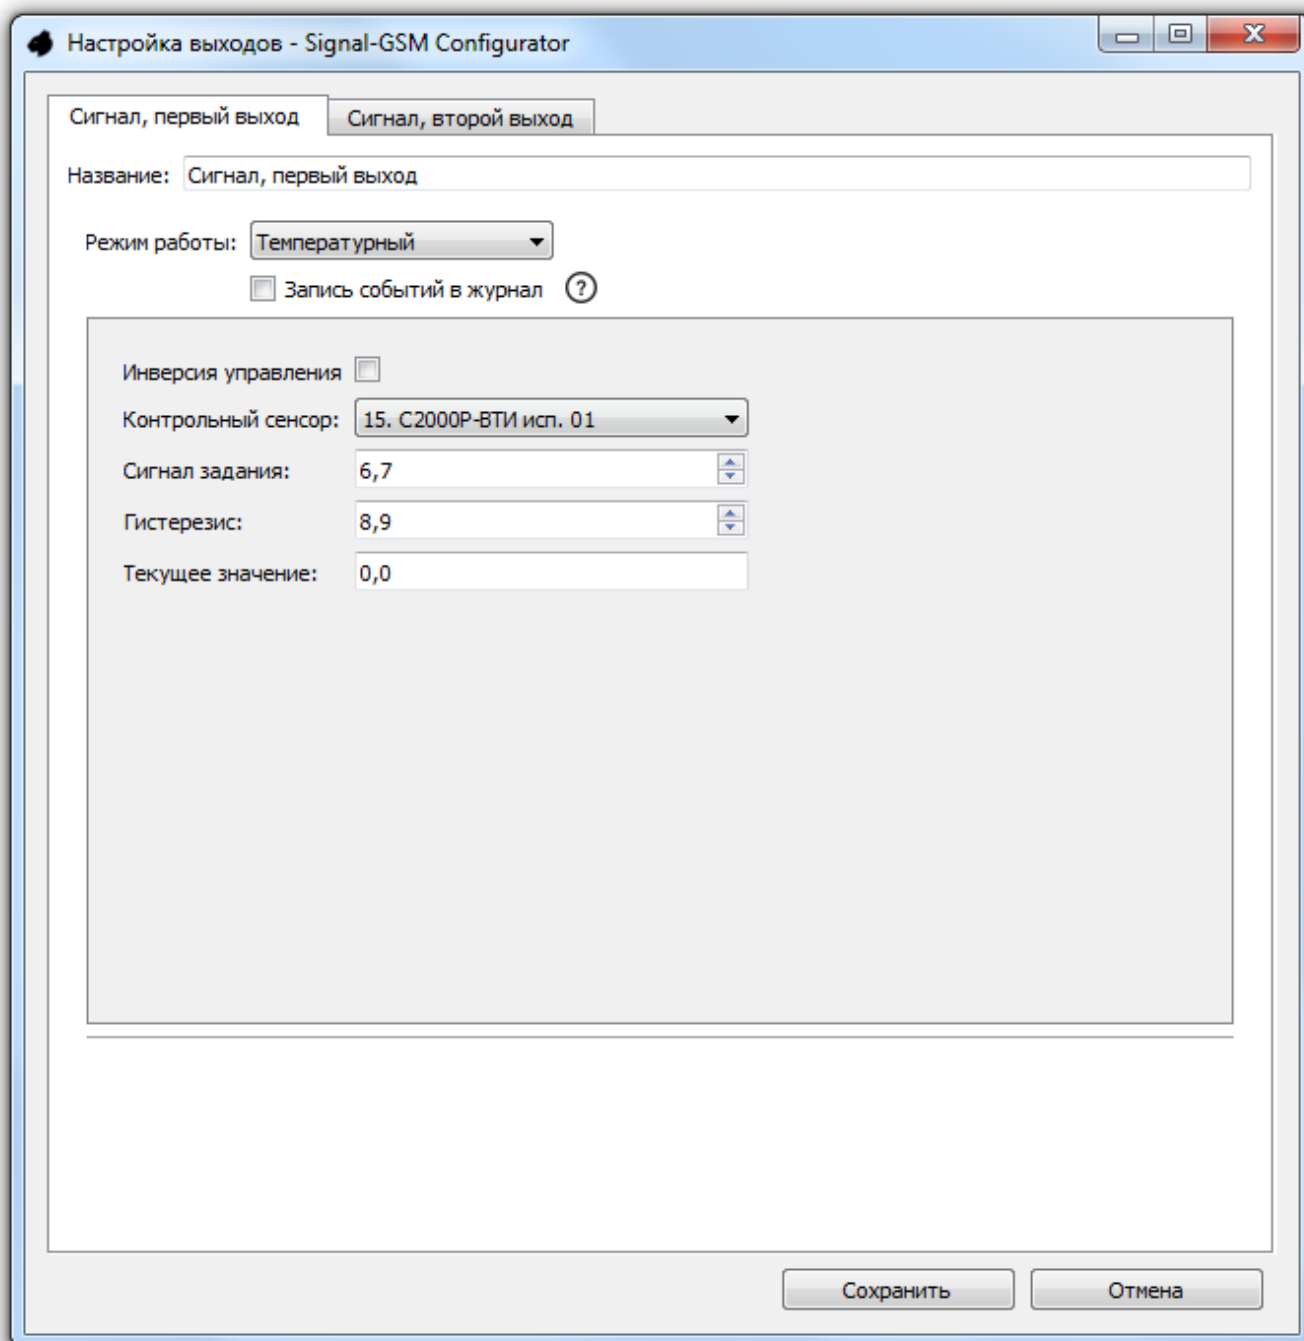 Настройка выходов - Signal-GSM Configurator
Сигнал, первый выход Сигнал, второй выход
Название: Сигнал, первый выход
Режим работы: Температурный
Запись событий в журнал ?
Инверсия управления
Контрольный сенсор: 15. С2000Р-ВТИ исп. 01
Сигнал задания: 6,7
Гистерезис: 8,9
Текущее значение: 0,0
Сохранить Отмена